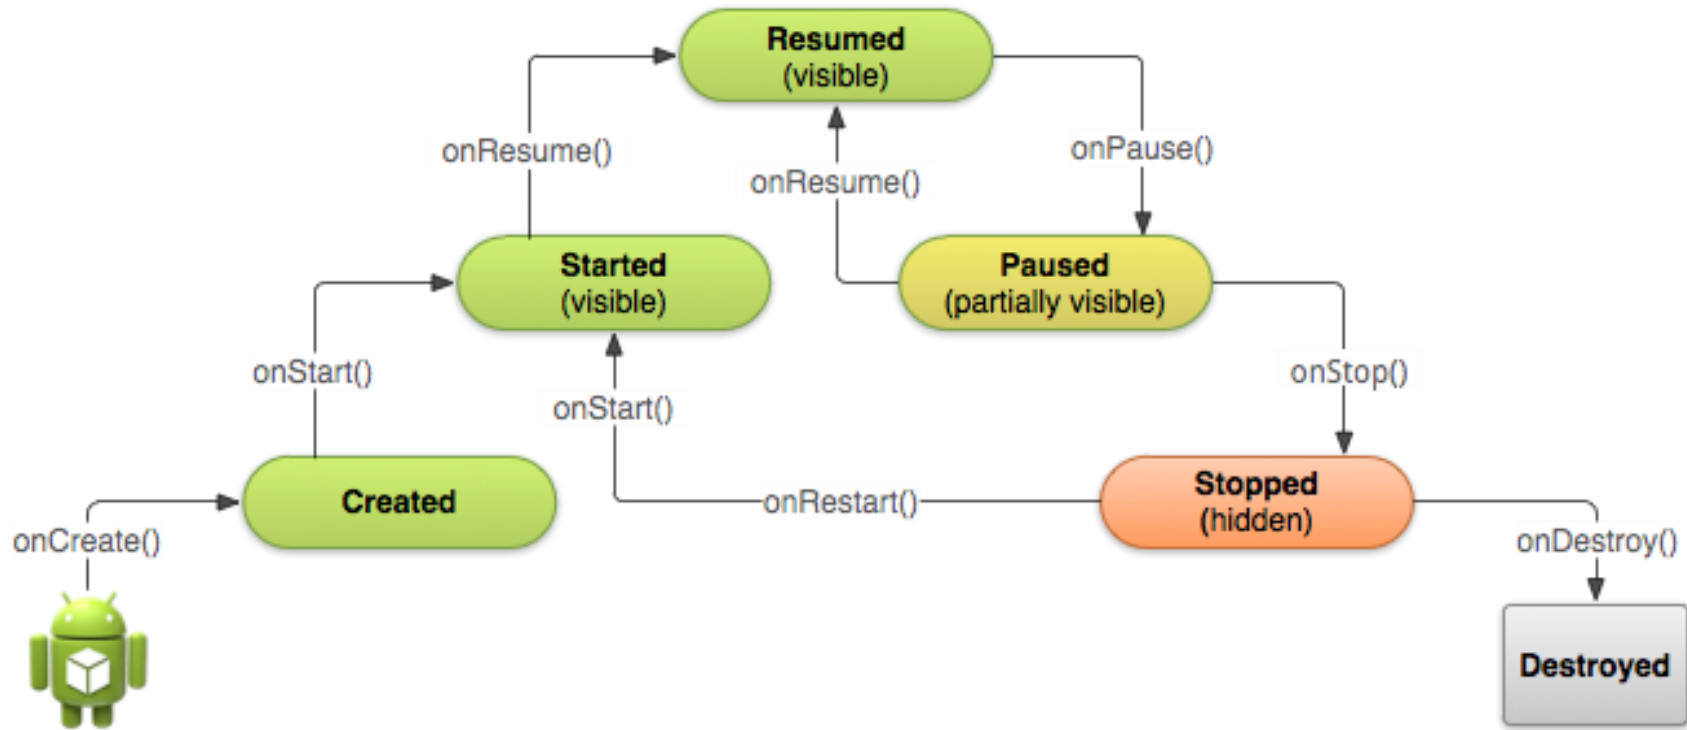 Resumed
(visible)
onResume()
onPause()
onResume()
Started
(visible)
Paused
(partially visible)
onStart()
onStop()
onStart()
Created
onRestart()
Stopped
(hidden)
onCreate()
onDestroy()
Destroyed